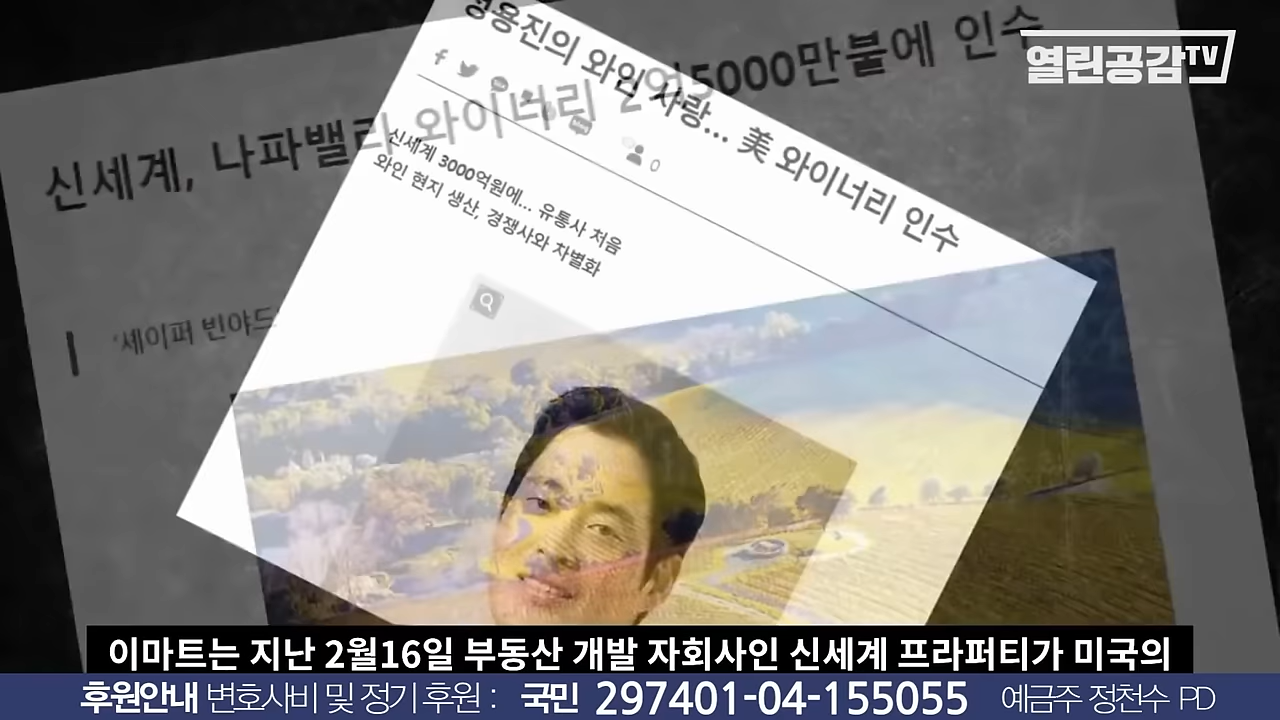 정용진의 와인 사랑... 美 와이너리 인수
열린공감TV
신세계, 나파밸리 와이너리 2억5000만불에 인수
0
신세계 3000억원에... 유통사 처음
와인 현지 생산, 경쟁사와 차별화
'셰이퍼 빈야드'
이마트는 지난 2월16일 부동산 개발 자회사인 신세계 프라퍼티가 미국의
후원안내 변호사비 및 정기 후원 : 국민 297401-04-155055 예금주 정천수 PD